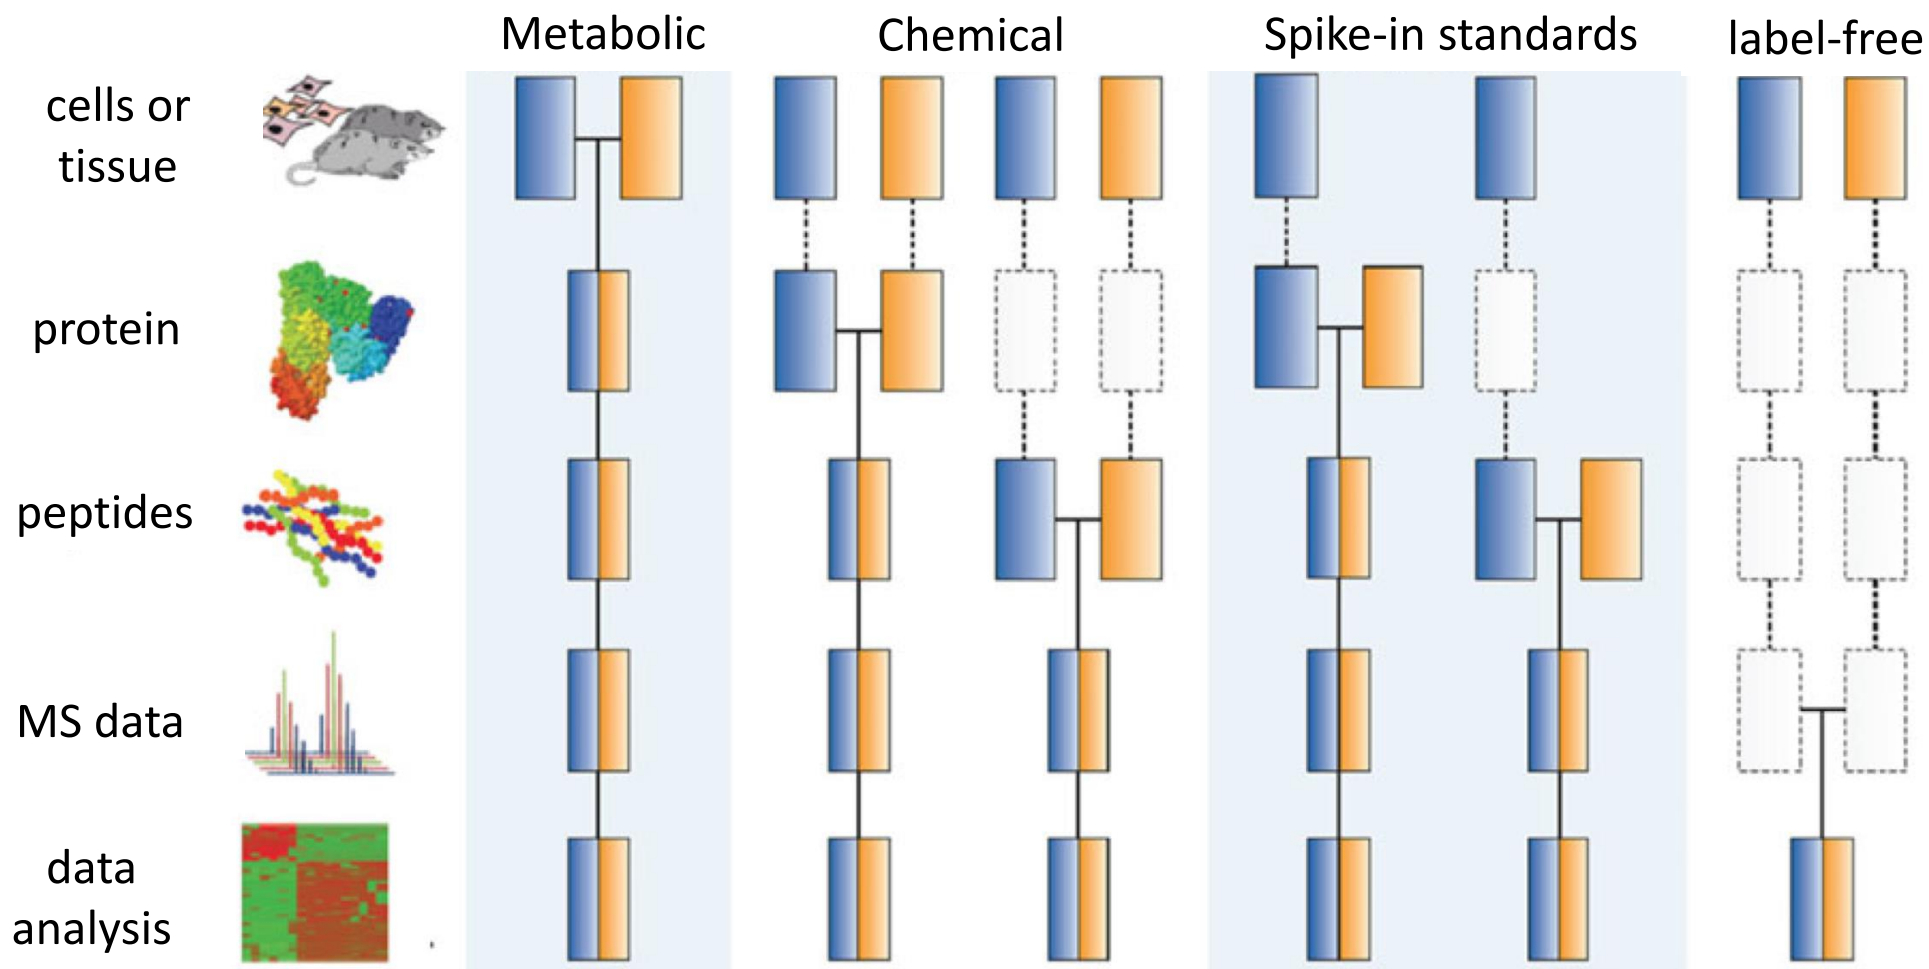 Metabolic
Chemical
Spike-in standards
label-free
cells or
tissue
protein
peptides
MS data
data
analysis